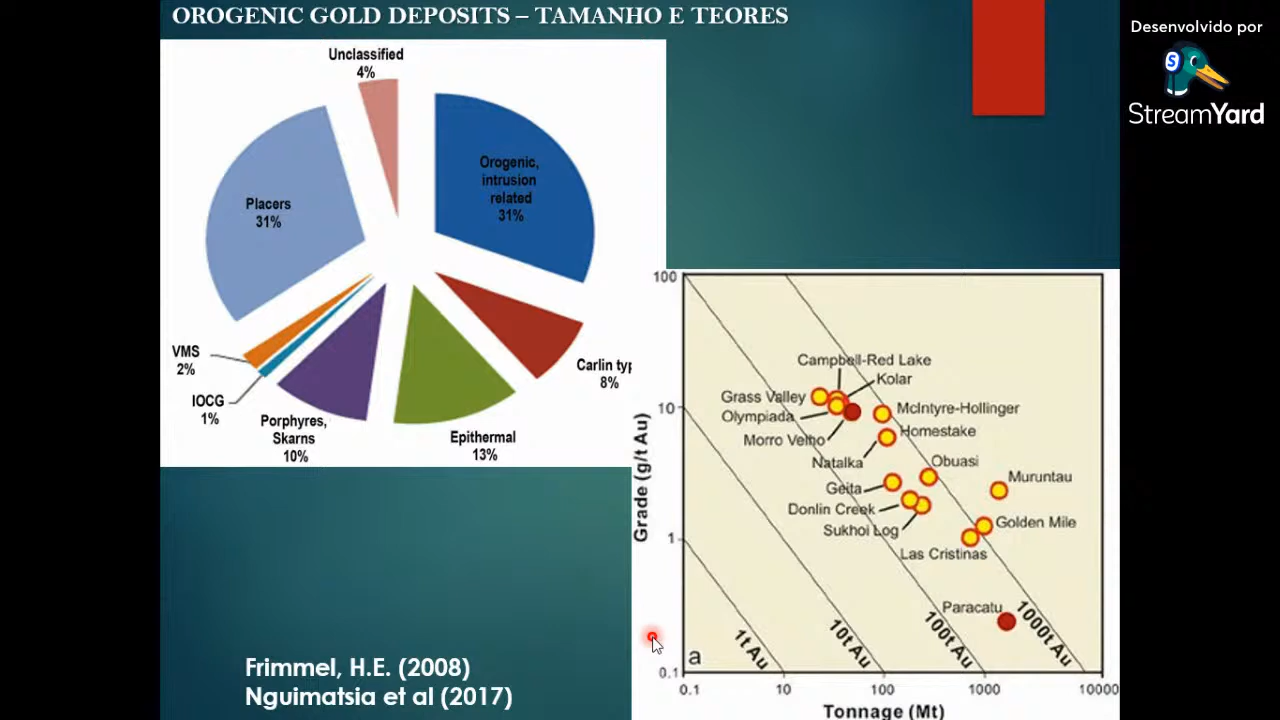 OROGENIC GOLD DEPOSITS – TAMANHO E TEORES
Desenvolvido por
StreamYard
Unclassified
4%
Orogenic,
intrusion
related
31%
Placers
31%
VMS
2%
IOCG
1%
Porphyres,
Skarns
10%
Epithermal
13%
Carlin typ
8%
100
10
1
0.1
Grade (g/t Au)
Campbell-Red Lake
Kolar
Grass Valley
McIntyre-Hollinger
Olympiada
Homestake
Morro Velho
Natalka
Obuasi
Muruntau
Geita
Donlin Creek
Golden Mile
Sukhoi Log
Las Cristinas
Paracatu
1t Au
10t Au
100t Au
1000t Au
a
0.1
10
100
1000
10000
Tonnage (Mt)
Frimmel, H.E. (2008)
Nguimatsia et al (2017)